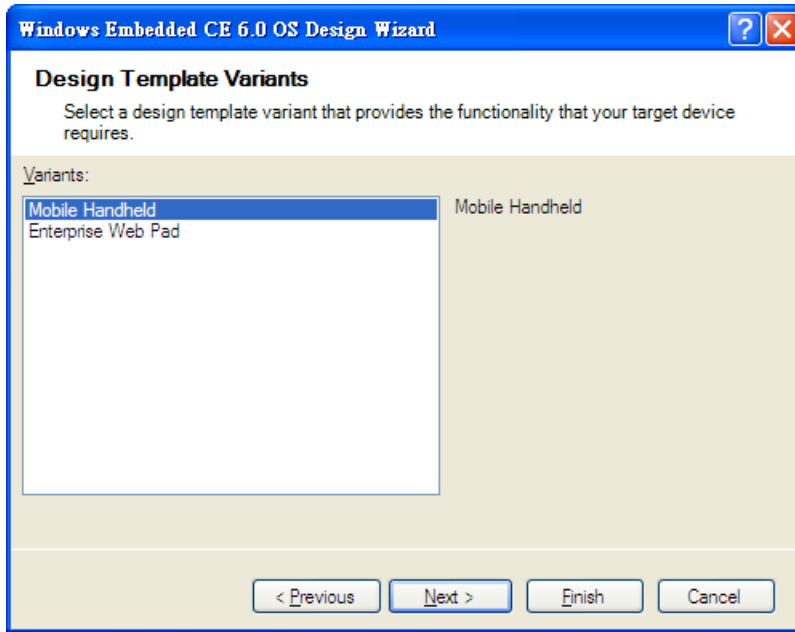 Windows Embedded CE 6.0 OS Design Wizard
Design Template Variants
Select a design template variant that provides the functionality that your target device
requires.
Variants:
Mobile Handheld
Mobile Handheld
Enterprise Web Pad
< Previous
Next >
Finish
Cancel